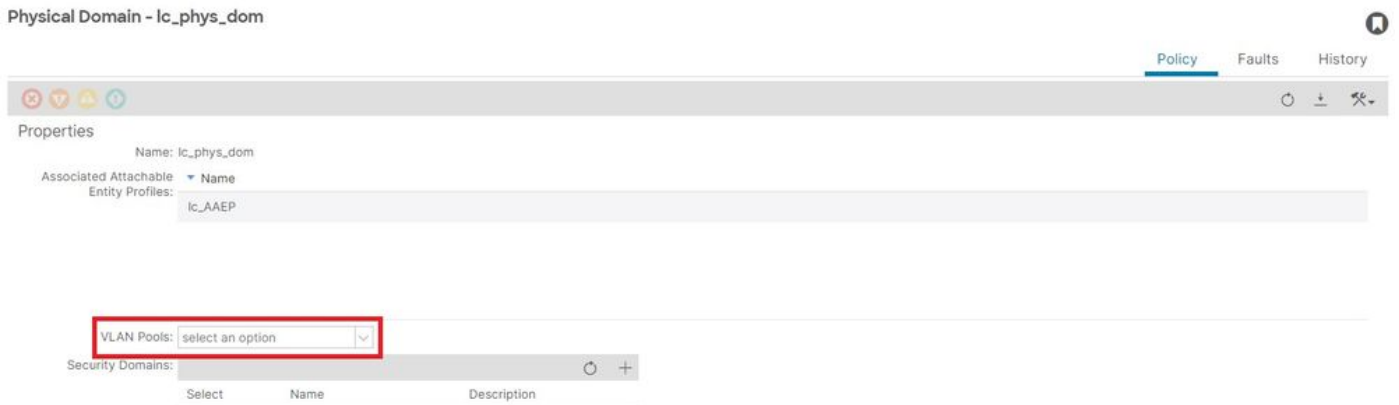 Physical Domain - lc_phys_dom
Policy Faults History
Properties
Name: lc_phys_dom
Associated Attachable Entity Profiles:
Name
lc_AAEP
VLAN Pools: select an option
Security Domains:
Select Name Description